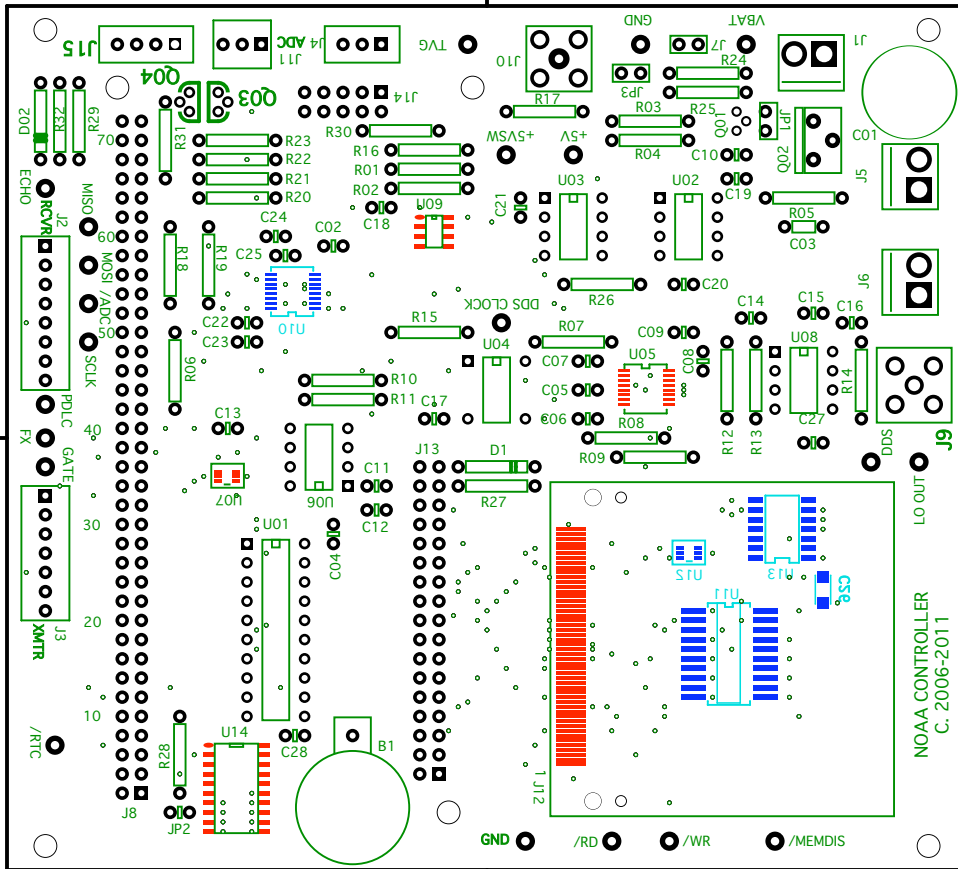 J15
J11
ADC
J4
TVG
J10
GND
J7
VBAT
J1
Q04
Q03
J14
JP3
R24
R25
D02
R32
R29
70
R31
R23
R22
R21
R20
R30
R16
R01
R02
R17
+5VSW
+5V
R03
R04
Q01
JP1
Q02
C01
C10
C19
J5
ECHO
RCVR
J2
MISO
C24
C02
C18
U09
C21
U03
U02
R05
C03
60
R18
R19
C25
MOSI
/ADC
U10
DDS CLOCK
R26
C20
J6
50
C22
C23
R15
R07
C09
C14
C15
C16
SCLK
R06
U04
C07
U05
C08
U08
R10
R11
C05
R14
PDLC
C13
C17
C06
R12
R13
C27
FX
40
J13
D1
R08
DDS
J9
GATE
U07
U06
C11
R27
R09
LO OUT
30
U01
C12
C04
U12
U13
C26
U11
20
J3
XMTR
10
NOAA CONTROLLER
C. 2006-2011
/RTC
R28
U14
C28
B1
1 J12
J8
JP2
GND
/RD
/WR
/MEMDIS